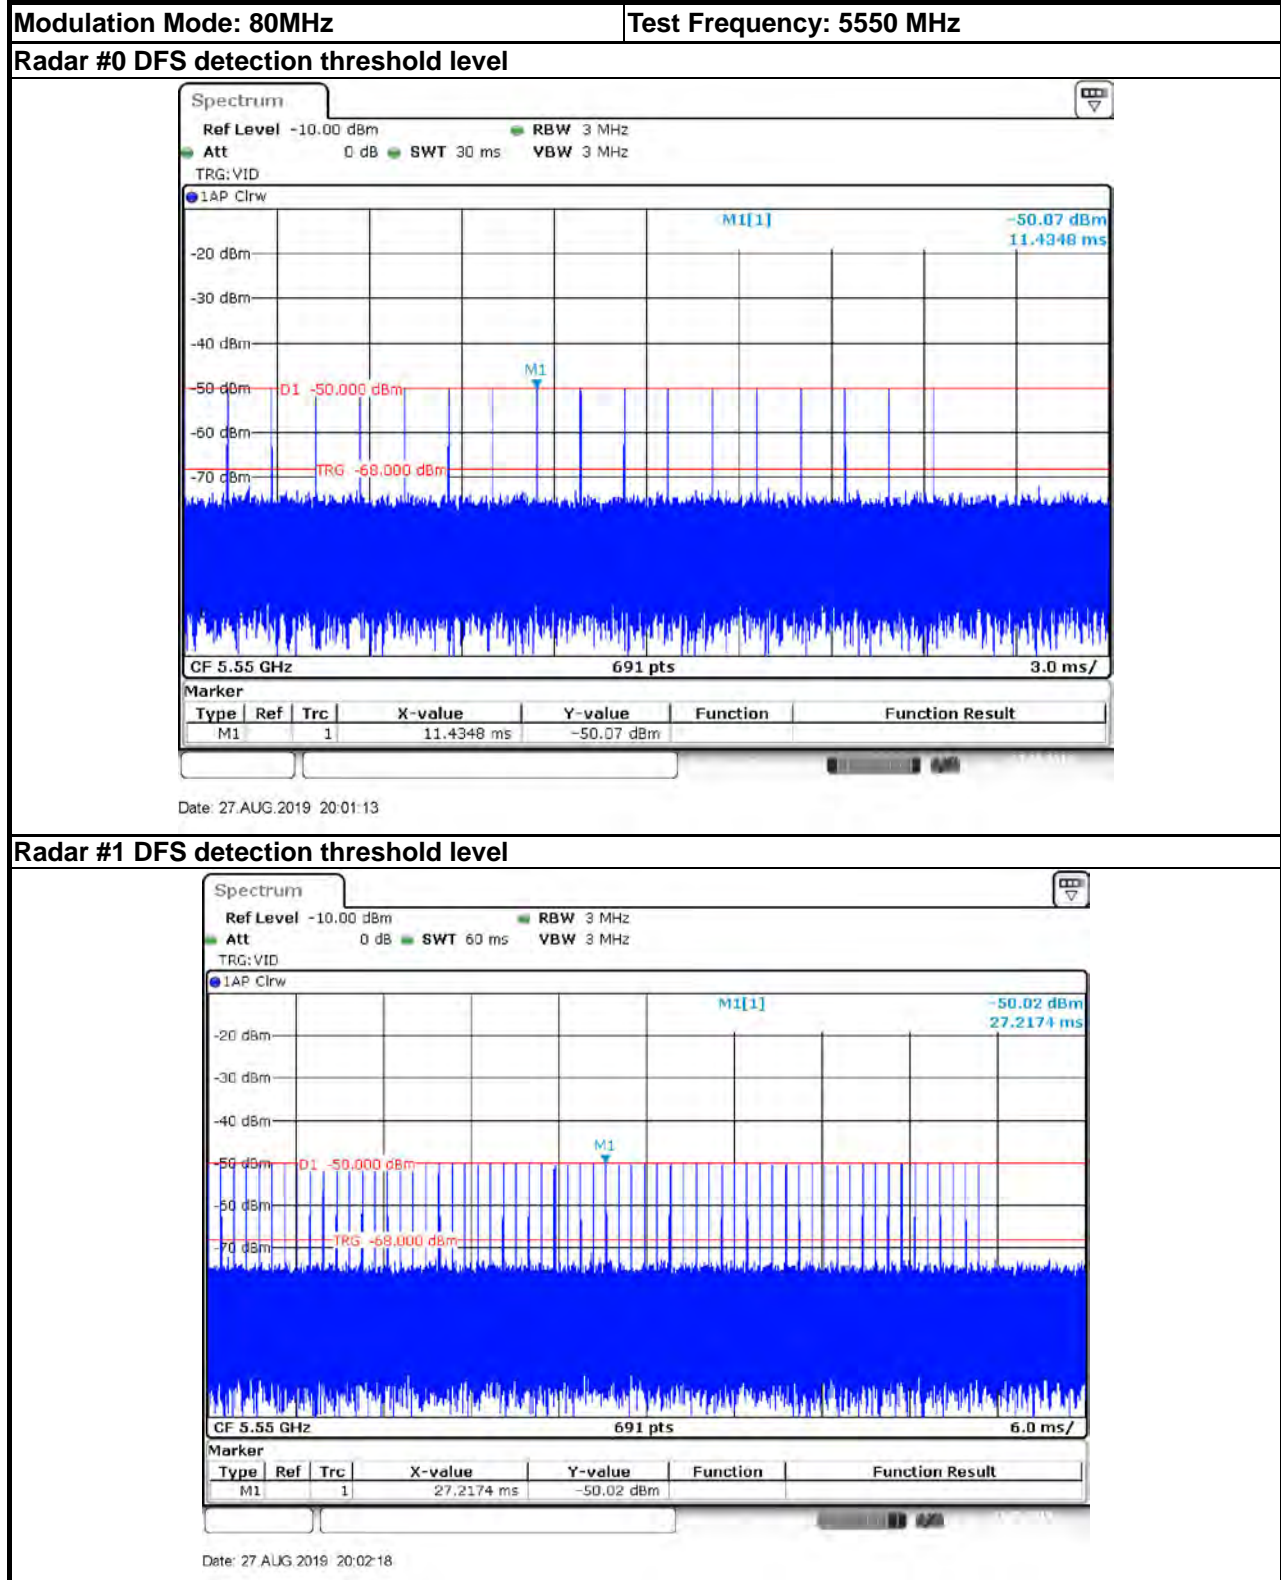 Modulation Mode: 80MHz
Test Frequency: 5550 MHz
Radar #0 DFS detection threshold level
Spectrum
Ref Level -10.00 dBm RBW 3 MHz
Att 0 dB SWT 30 ms VBW 3 MHz
TRG:VID
1AP Clrw
M1[1] -50.07 dBm
11.4348 ms
-20 dBm
-30 dBm
-40 dBm
M1
-50 dBm D1 -50.000 dBm
-60 dBm
TRG -68.000 dBm
-70 dBm
CF 5.55 GHz 691 pts 3.0 ms/
Marker
Type Ref Trc X-value Y-value Function Function Result
M1 1 11.4348 ms -50.07 dBm
Date: 27.AUG.2019 20:01:13
Radar #1 DFS detection threshold level
Spectrum
Ref Level -10.00 dBm RBW 3 MHz
Att 0 dB SWT 60 ms VBW 3 MHz
TRG:VID
1AP Clrw
M1[1] -50.02 dBm
27.2174 ms
-20 dBm
-30 dBm
-40 dBm
M1
-50 dBm D1 -50.000 dBm
-60 dBm
TRG -68.000 dBm
-70 dBm
CF 5.55 GHz 691 pts 6.0 ms/
Marker
Type Ref Trc X-value Y-value Function Function Result
M1 1 27.2174 ms -50.02 dBm
Date: 27.AUG.2019 20:02:18